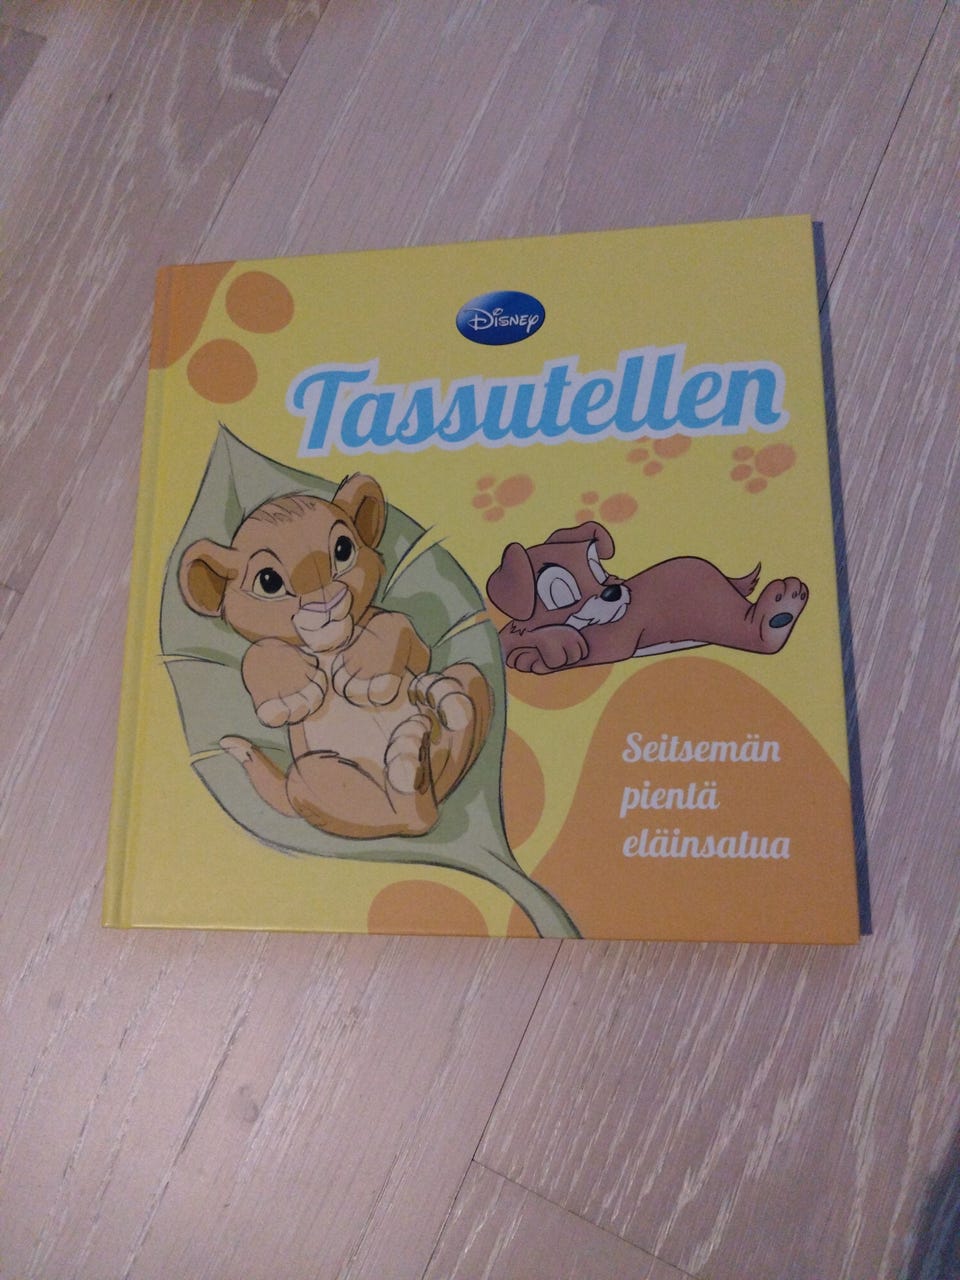 Disney
Tassutellen
Seitsemän
pientä
eläinsatua